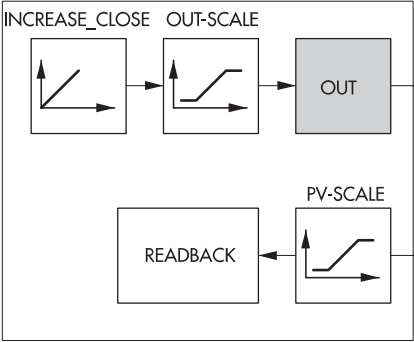 INCREASE_CLOSE OUT-SCALE
OUT
PV-SCALE
READBACK